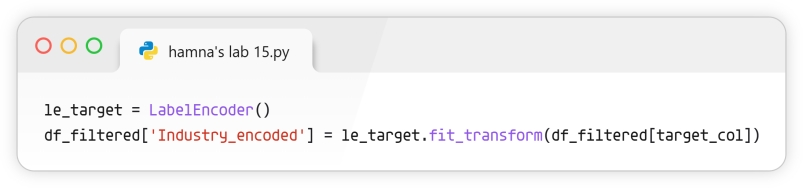 hamna's lab 15.py
le_target = LabelEncoder()
df_filtered['Industry_encoded'] = le_target.fit_transform(df_filtered[target_col])